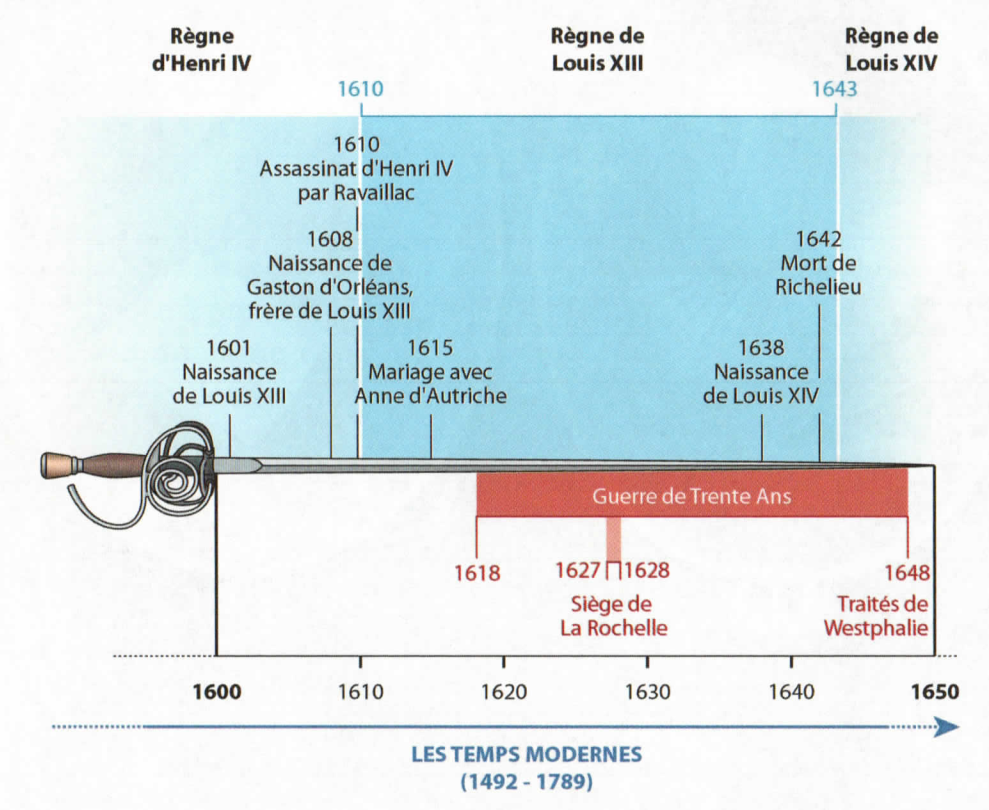 Règne
d'Henri IV
Règne de
Louis XIII
Règne de
Louis XIV
1610
1643
1610
Assassinat d'Henri IV
par Ravaillac
1608
Naissance de
Gaston d'Orléans,
frère de Louis XIII
1642
Mort de
Richelieu
1601
Naissance
de Louis XIII
1615
Mariage avec
Anne d'Autriche
1638
Naissance
de Louis XIV
Guerre de Trente Ans
1618
1627
1628
1648
Siège de
La Rochelle
Traités de
Westphalie
1600
1610
1620
1630
1640
1650
LES TEMPS MODERNES
(1492 - 1789)